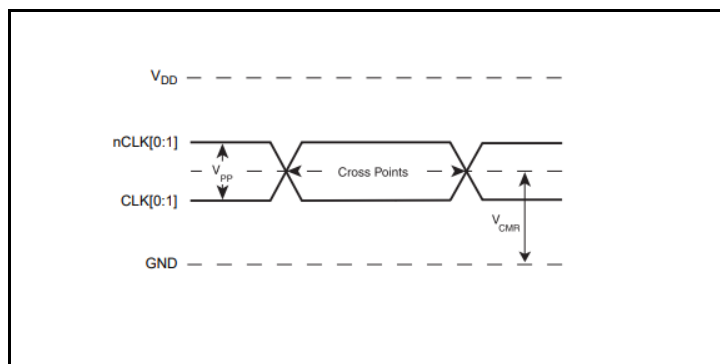 VDD
nCLK[0:1]
VPP
Cross Points
CLK[0:1]
VCMR
GND